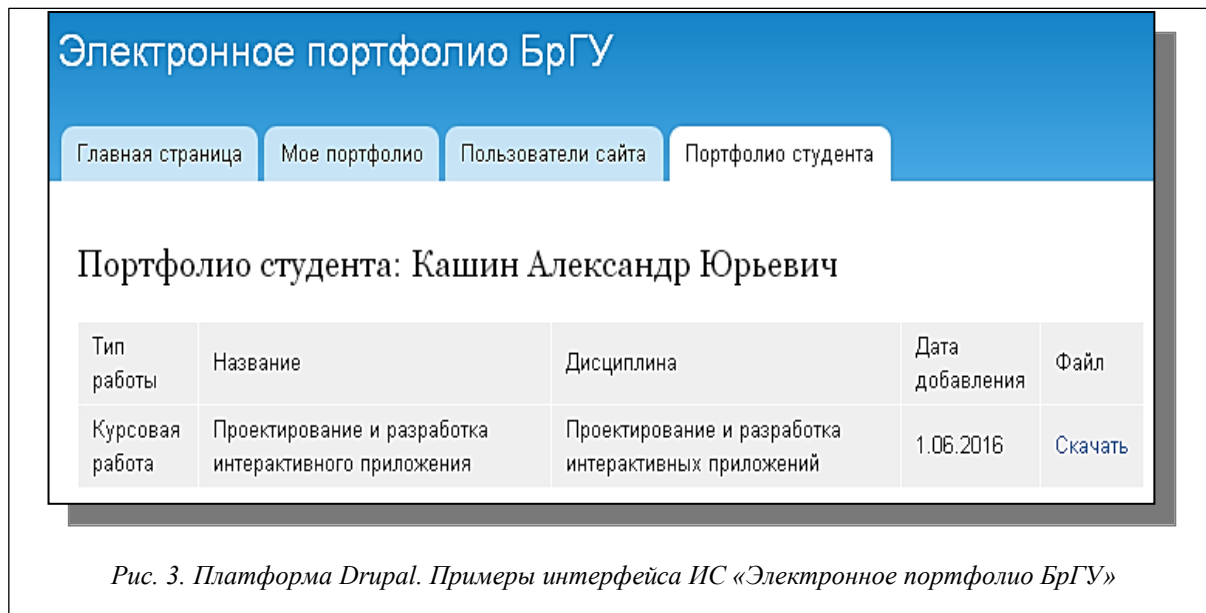 Электронное портфолио БрГУ
Главная страница Мое портфолио Пользователи сайта Портфолио студента
Портфолио студента: Кашин Александр Юрьевич
Тип работы Название Дисциплина Дата добавления Файл
Курсовая работа Проектирование и разработка интерактивного приложения Проектирование и разработка интерактивных приложений 1.06.2016 Скачать
Рис. 3. Платформа Drupal. Примеры интерфейса ИС «Электронное портфолио БрГУ»